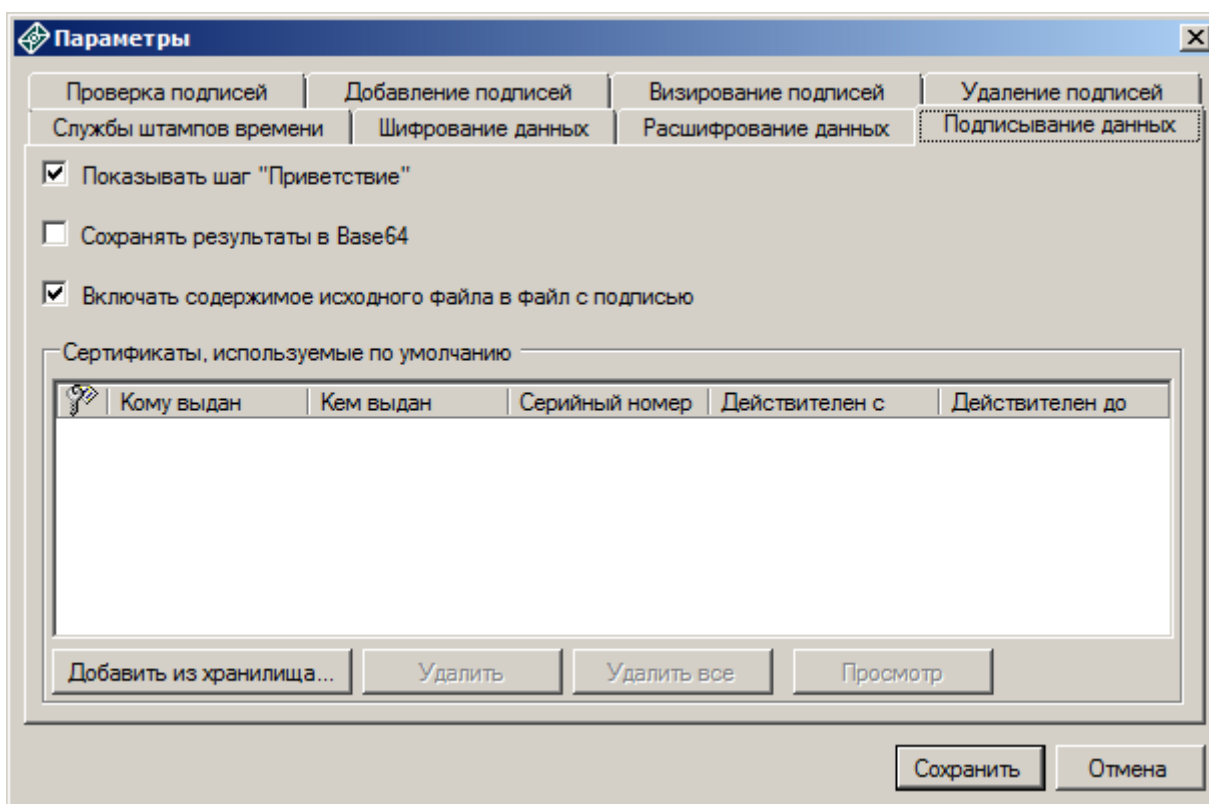 Параметры
Проверка подписей Добавление подписей Визирование подписей Удаление подписей
Службы штампов времени Шифрование данных Расшифрование данных Подписывание данных
Показывать шаг "Приветствие"
Сохранять результаты в Base64
Включать содержимое исходного файла в файл с подписью
Сертификаты, используемые по умолчанию
Кому выдан Кем выдан Серийный номер Действителен с Действителен до
Добавить из хранилища... Удалить Удалить все Просмотр
Сохранить Отмена